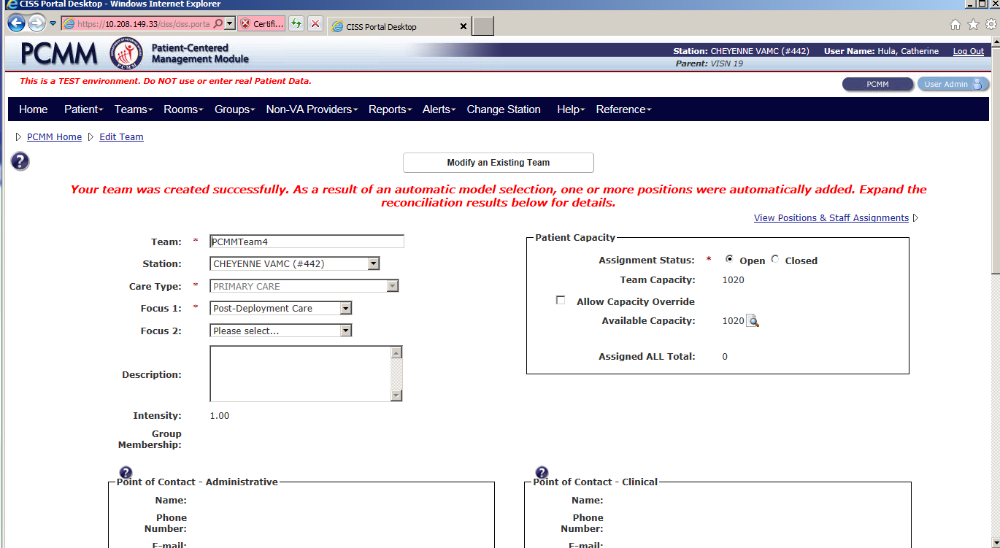 CISS Portal Desktop - Windows Internet Explorer
https://10.208.149.33/ciss/ciss.porta
Certifi...
CISS Portal Desktop
PCMM
Patient-Centered
Management Module
Station: CHEYENNE VAMC (#442) User Name: Hula, Catherine Log Out
Parent: VISN 19
This is a TEST environment. Do NOT use or enter real Patient Data.
PCMM User Admin
Home Patient Teams Rooms Groups Non-VA Providers Reports Alerts Change Station Help Reference
PCMM Home Edit Team
?
Modify an Existing Team
Your team was created successfully. As a result of an automatic model selection, one or more positions were automatically added. Expand the
reconciliation results below for details.
View Positions & Staff Assignments
Team: * PCMMTeam4
Station: CHEYENNE VAMC (#442)
Care Type: * PRIMARY CARE
Focus 1: * Post-Deployment Care
Focus 2: Please select...
Description:
Intensity: 1.00
Group
Membership:
Patient Capacity
Assignment Status: * Open Closed
Team Capacity: 1020
Allow Capacity Override
Available Capacity: 1020
Assigned ALL Total: 0
?
Point of Contact - Administrative
Name:
Phone
Number:
E-mail:
?
Point of Contact - Clinical
Name:
Phone
Number:
E-mail: